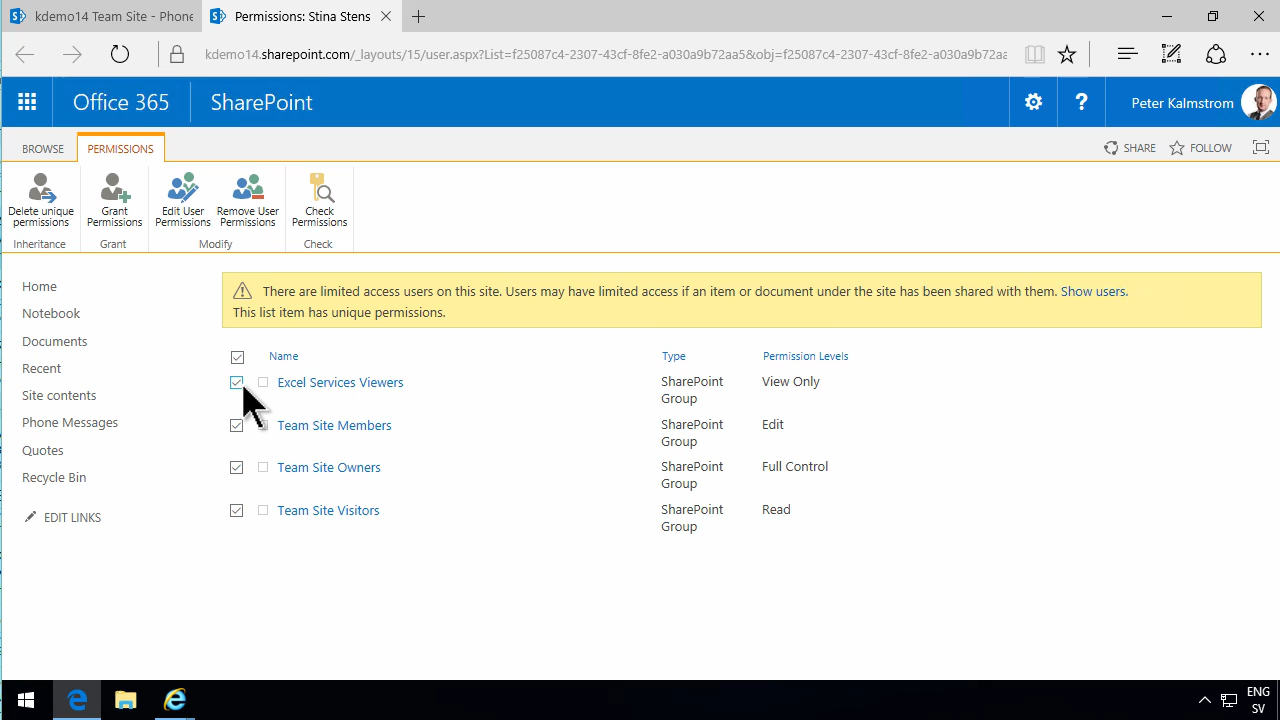 kdemo14 Team Site - Phone
Permissions: Stina Stens
kdemo14.sharepoint.com/_layouts/15/user.aspx?List=f25087c4-2307-43cf-8fe2-a030a9b72aa5&obj=f25087c4-2307-43cf-8fe2-a030a9b72aa
Office 365
SharePoint
?
Peter Kalmstrom
BROWSE
PERMISSIONS
SHARE
FOLLOW
Delete unique permissions
Grant Permissions
Edit User Permissions
Remove User Permissions
Check Permissions
Inheritance
Grant
Modify
Check
Home
Notebook
Documents
Recent
Site contents
Phone Messages
Quotes
Recycle Bin
EDIT LINKS
There are limited access users on this site. Users may have limited access if an item or document under the site has been shared with them. Show users.
This list item has unique permissions.
Name Type Permission Levels
Excel Services Viewers SharePoint Group View Only
Team Site Members SharePoint Group Edit
Team Site Owners SharePoint Group Full Control
Team Site Visitors SharePoint Group Read
ENG
SV